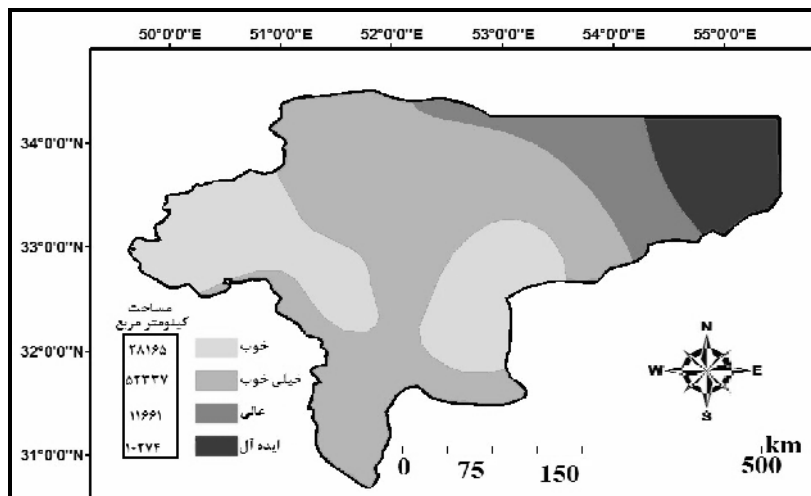 50°0'0"E 51°0'0"E 52°0'0"E 53°0'0"E 54°0'0"E 55°0'0"E
34°0'0"N
33°0'0"N
32°0'0"N
31°0'0"N
مساحت
کیلومتر مربع
۲۸۱۶۵ خوب
۵۲۳۳۷ خیلی خوب
۱۱۶۶۱ عالی
۱۰۲۷۴ ایده آل
N
W E
S
km
0 75 150 500